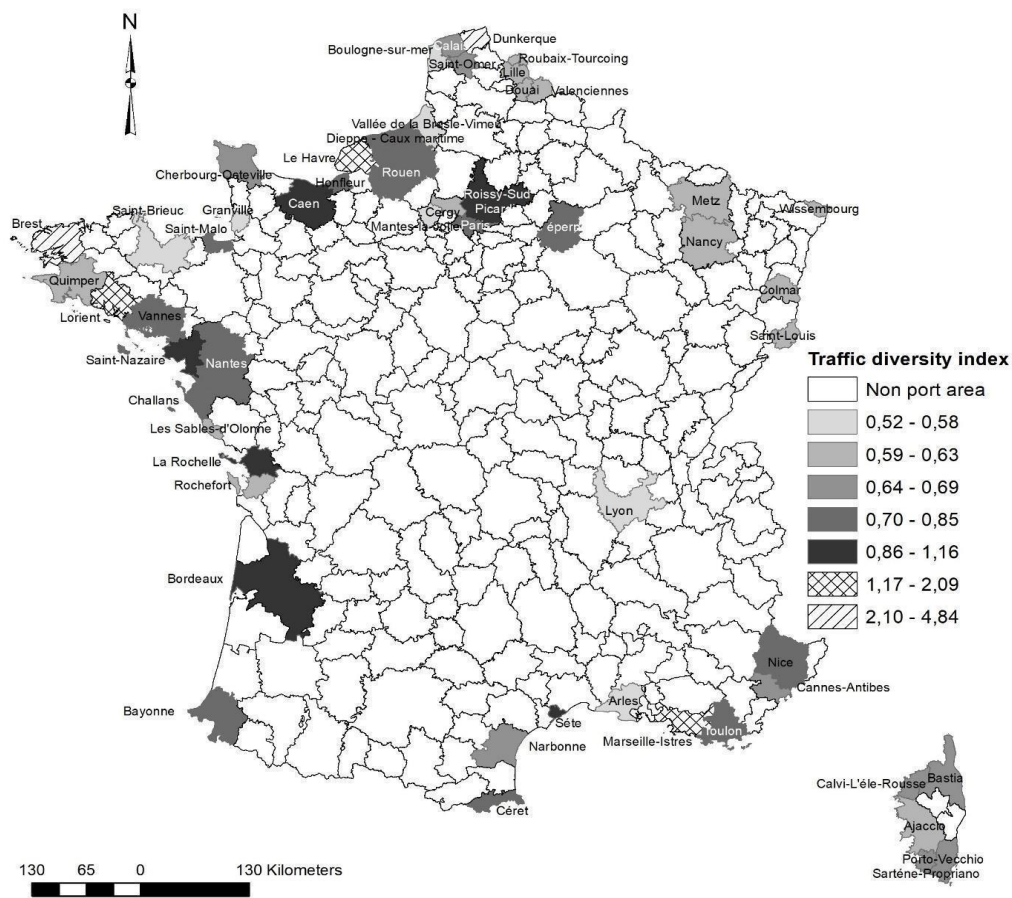 N
Dunkerque
Boulogne-sur-mer
Calais
Saint-Omer
Roubaix-Tourcoing
Lille
Douai
Valenciennes
Vallée de la Bresle-Vimeu
Dieppe - Caux maritime
Le Havre
Rouen
Cherbourg-Octeville
Honfleur
Caen
Roissy-Sud
Picardi
Cergy
Mantes-la-Jolie
Paris
éperr
Metz
Nancy
Wissembourg
Colmar
Saint-Louis
Saint-Brieuc
Granville
Saint-Malo
Brest
Quimper
Lorient
Vannes
Saint-Nazaire
Nantes
Challans
Les Sables-d'Olonne
La Rochelle
Rochefort
Lyon
Bordeaux
Bayonne
Nice
Cannes-Antibes
Arles
Séte
Marseille-Istres
Toulon
Narbonne
Céret
Calvi-L'éle-Rousse
Bastia
Ajaccio
Porto-Vecchio
Sarténe-Propriano
Traffic diversity index
Non port area
0,52 - 0,58
0,59 - 0,63
0,64 - 0,69
0,70 - 0,85
0,86 - 1,16
1,17 - 2,09
2,10 - 4,84
130 65 0 130 Kilometers